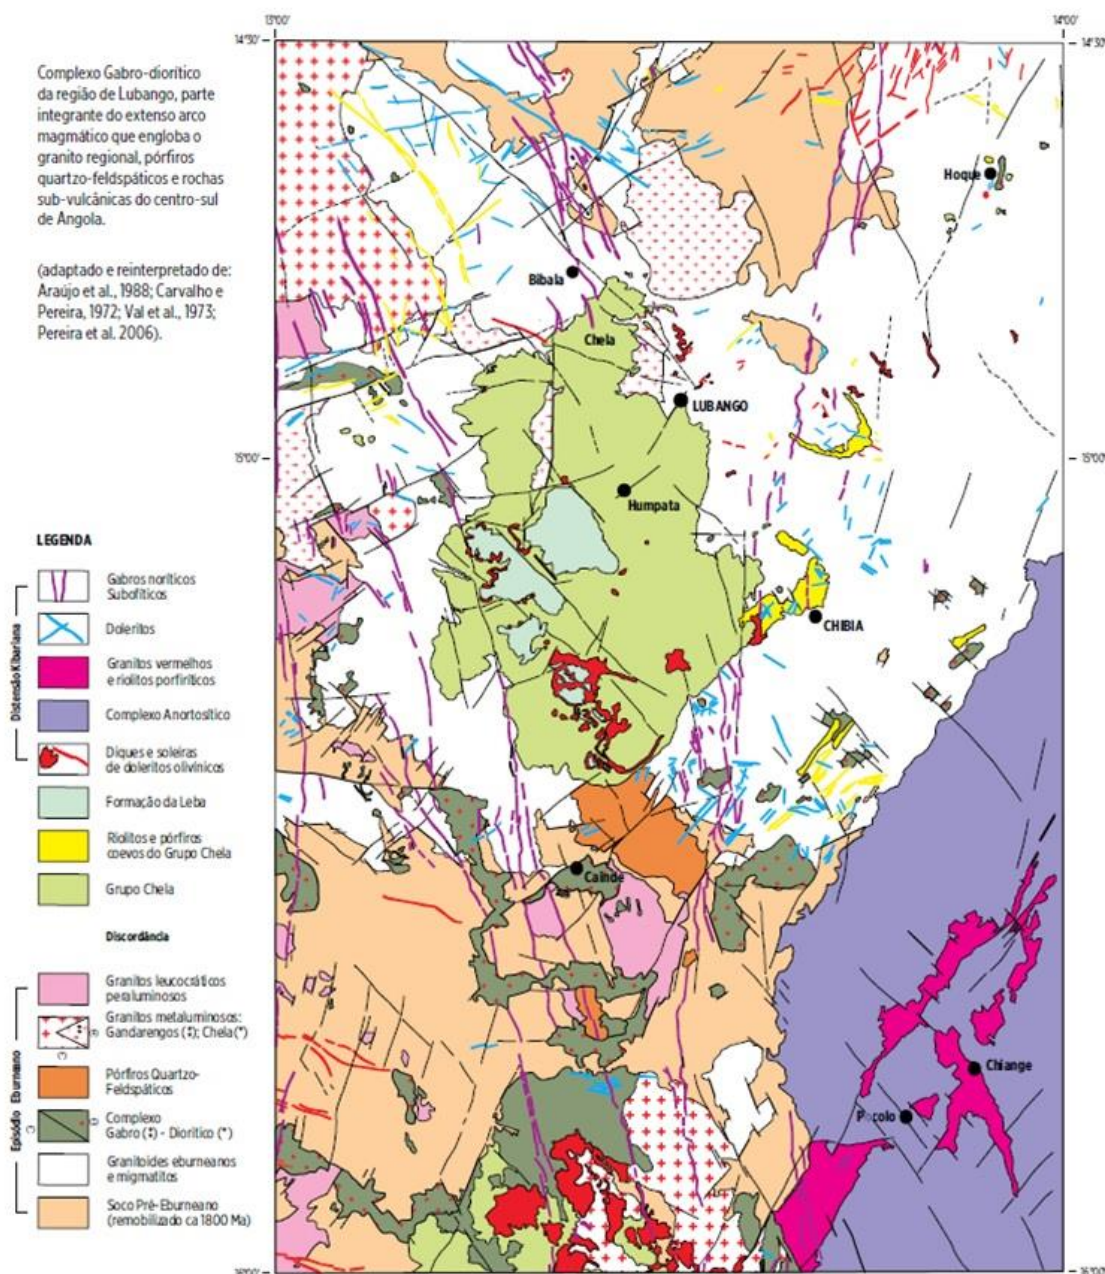 13°00'
14°00'
14°30'
14°30'
Complexo Gabro-diorítico
da região de Lubango, parte
integrante do extenso arco
magmático que engloba o
granito regional, pórfiros
quartzo-feldspáticos e rochas
sub-vulcânicas do centro-sul
de Angola.
(adaptado e reinterpretado de:
Araújo et al., 1988; Carvalho e
Pereira, 1972; Val et al., 1973;
Pereira et al. 2006).
Hoque
Bibala
Chela
LUBANGO
15°00'
15°00'
Humpata
CHIBIA
Cainde
Chiange
Pocolo
LEGENDA
Distensão Kibariana
Gabros noríticos
Subofíticos
Doleritos
Granitos vermelhos
e riolitos porfiríticos
Complexo Anortosítico
Diques e soleiras
de doleritos olivínicos
Formação da Leba
Riolitos e pórfiros
coevos do Grupo Chela
Grupo Chela
Discordância
Episódio Eburneano
Granitos leucocráticos
peraluminosos
Granitos metaluminosos:
Gandarengos (‡); Chela (*)
Pórfiros Quartzo-
Feldspáticos
Complexo
Gabro (‡) - Diorítico (*)
Granitoides eburneanos
e migmatitos
Soco Pré-Eburneano
(remobilizado ca 1800 Ma)
16°00'